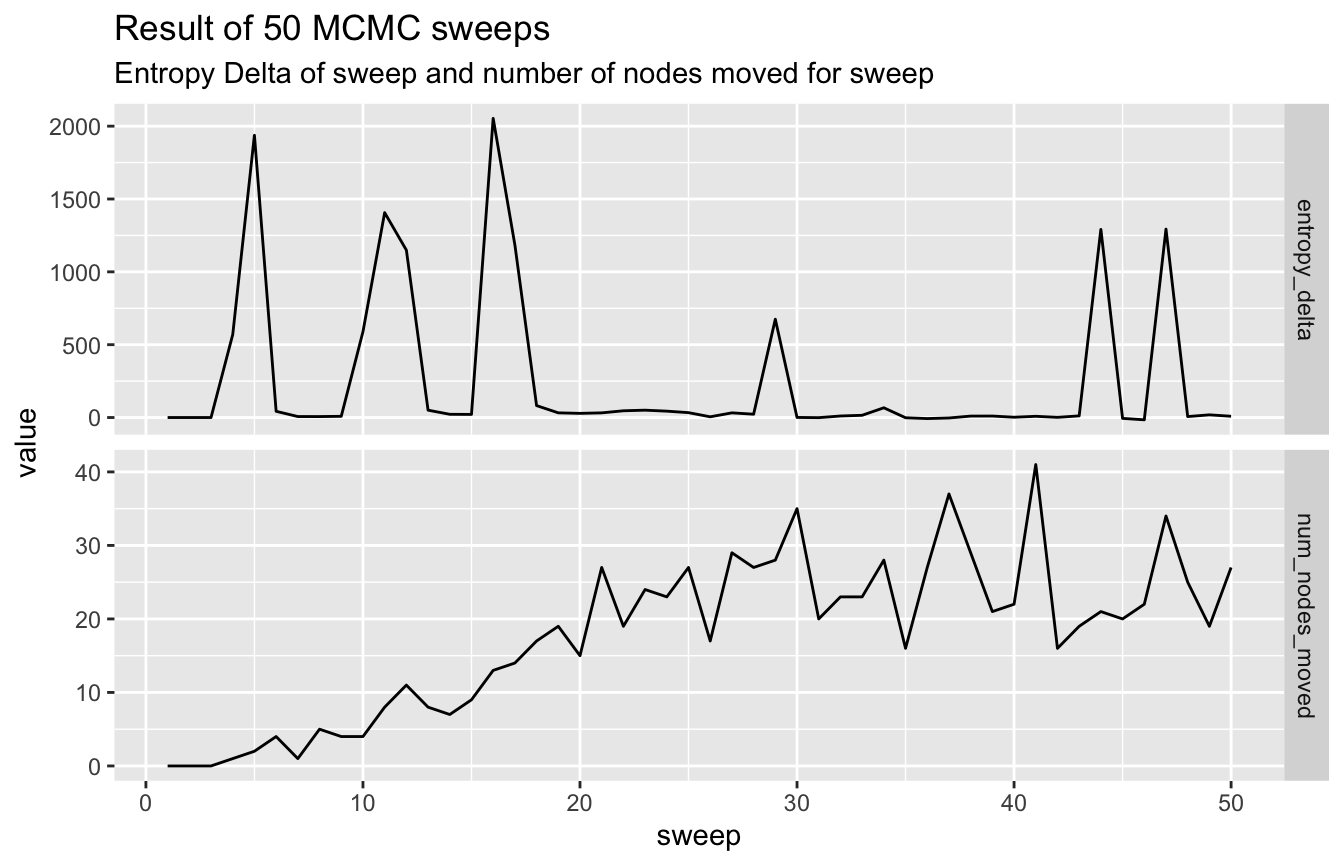 Result of 50 MCMC sweeps
Entropy Delta of sweep and number of nodes moved for sweep
2000
1500
1000
500
0
entropy_delta
value
40
30
20
10
0
num_nodes_moved
0 10 20 30 40 50
sweep